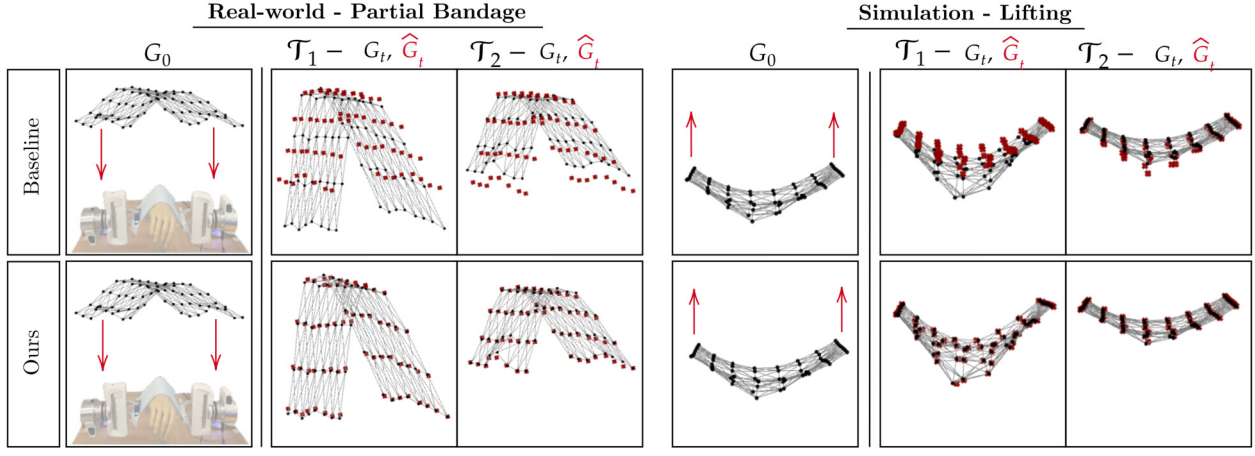 Real-world - Partial Bandage
Simulation - Lifting
G₀
𝒯₁ − Gₜ, Ĝₜ
𝒯₂ − Gₜ, Ĝₜ
G₀
𝒯₁ − Gₜ, Ĝₜ
𝒯₂ − Gₜ, Ĝₜ
Baseline
Ours